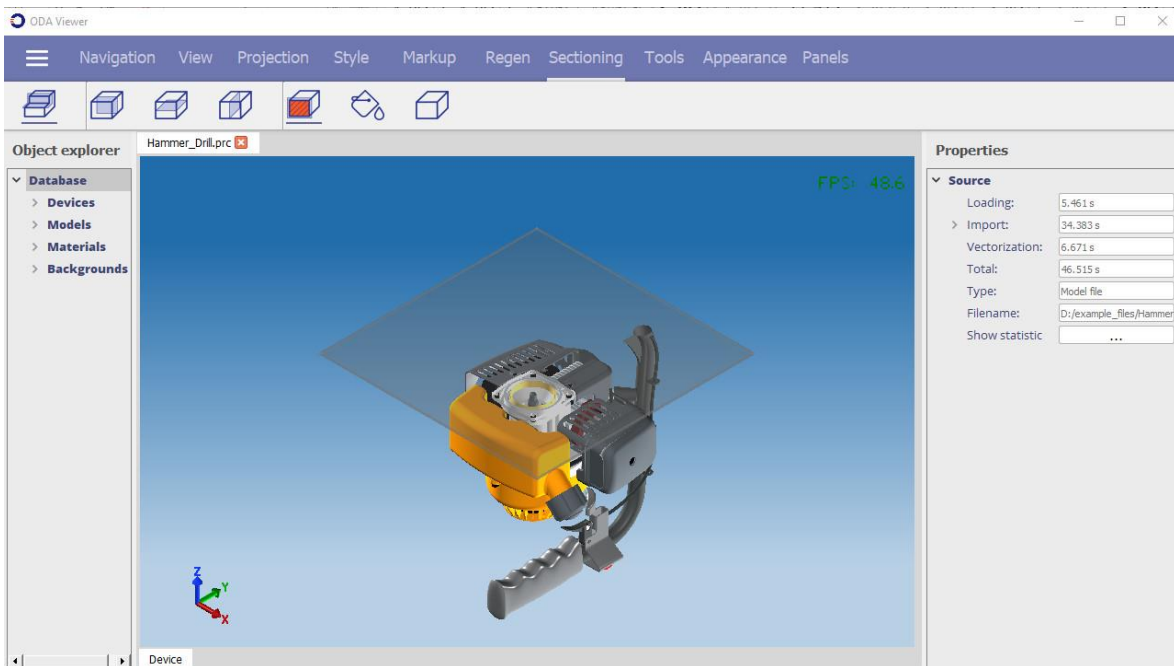 ODA Viewer
Navigation View Projection Style Markup Regen Sectioning Tools Appearance Panels
Object explorer
Hammer_Drill.prc
Properties
Database
Devices
Models
Materials
Backgrounds
FPS: 48.6
Source
Loading: 5.461 s
Import: 34.383 s
Vectorization: 6.671 s
Total: 46.515 s
Type: Model file
Filename: D:/example_files/Hammer
Show statistic ...
Z
Y
X
Device